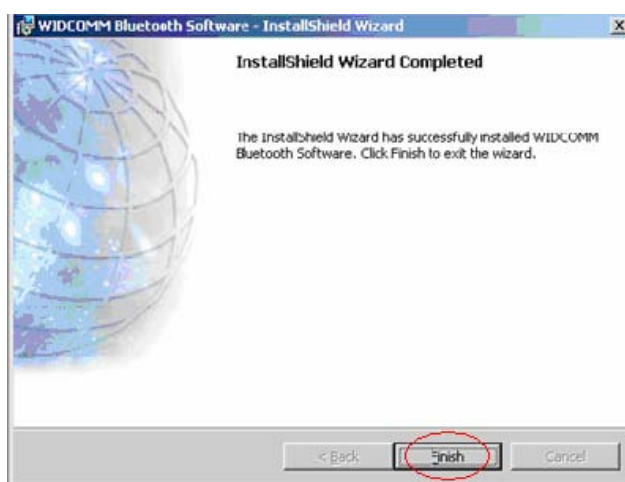 WIDCOMM Bluetooth Software - InstallShield Wizard
InstallShield Wizard Completed
The InstallShield Wizard has successfully installed WIDCOMM
Bluetooth Software. Click Finish to exit the wizard.
< Back
Finish
Cancel